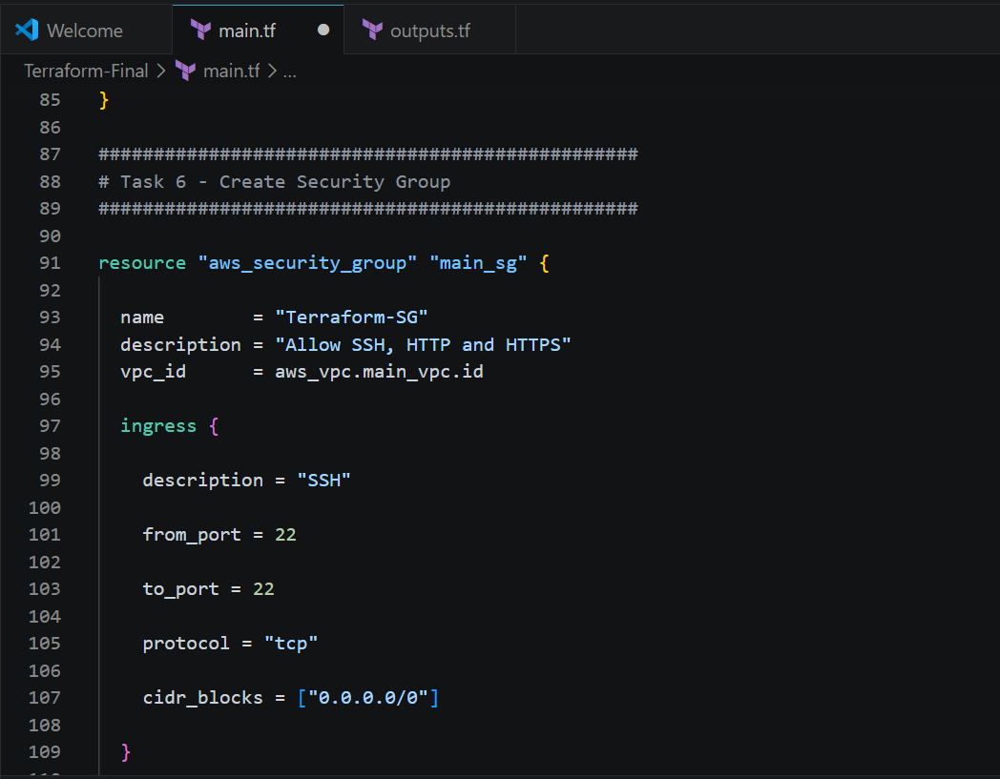 Welcome
main.tf
outputs.tf
Terraform-Final > main.tf > ...
85 }
86
87 #################################################
88 # Task 6 - Create Security Group
89 #################################################
90
91 resource "aws_security_group" "main_sg" {
92
93 name        = "Terraform-SG"
94 description = "Allow SSH, HTTP and HTTPS"
95 vpc_id      = aws_vpc.main_vpc.id
96
97 ingress {
98
99 description = "SSH"
100
101 from_port = 22
102
103 to_port = 22
104
105 protocol = "tcp"
106
107 cidr_blocks = ["0.0.0.0/0"]
108
109 }